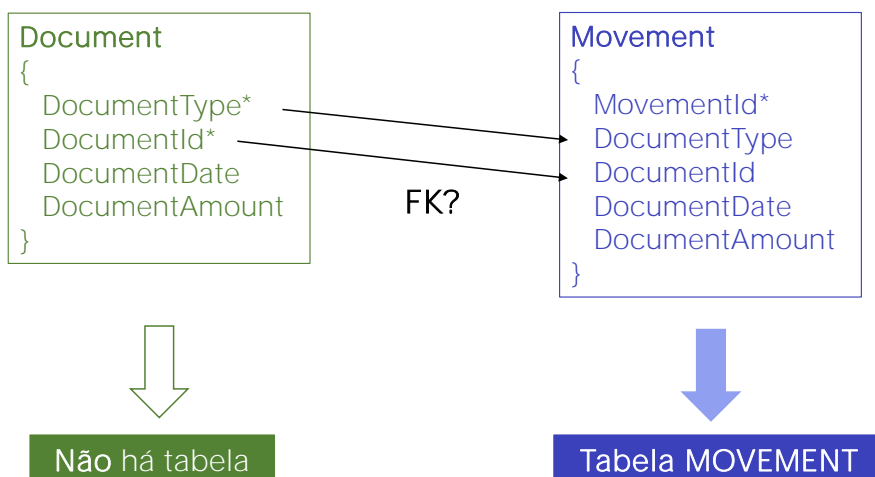 Document
{
DocumentType*
DocumentId*
DocumentDate
DocumentAmount
}
FK?
Movement
{
MovementId*
DocumentType
DocumentId
DocumentDate
DocumentAmount
}
Não há tabela
Tabela MOVEMENT